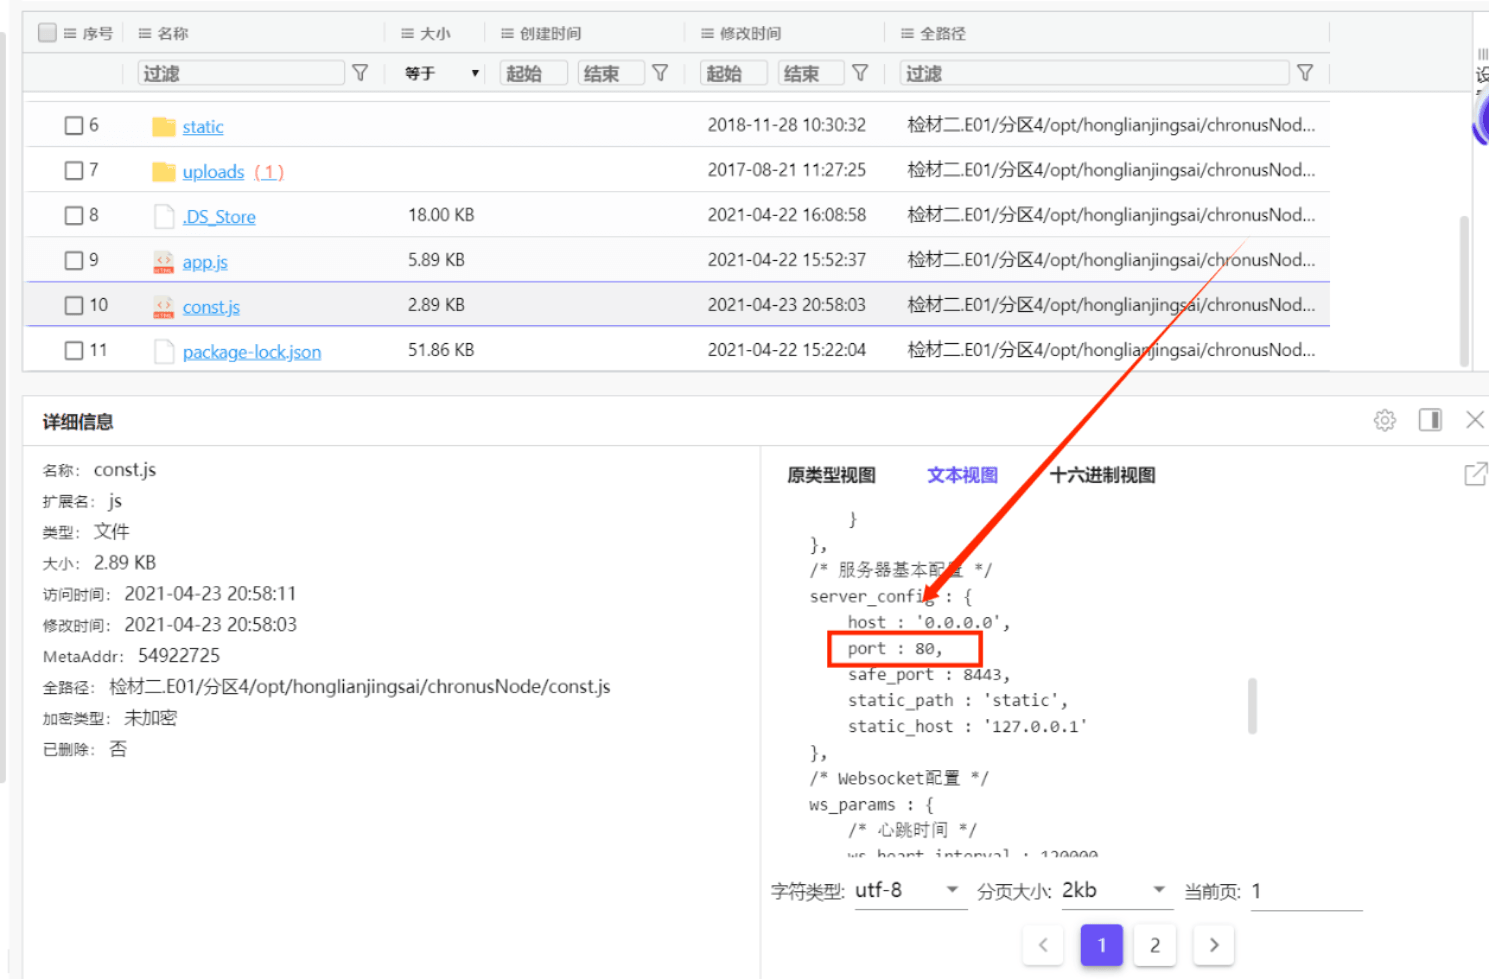 序号 名称 大小 创建时间 修改时间 全路径
过滤 等于 起始 结束 起始 结束 过滤
设
6 static 2018-11-28 10:30:32 检材二.E01/分区4/opt/honglianjingsai/chronusNod...
7 uploads ( 1 ) 2017-08-21 11:27:25 检材二.E01/分区4/opt/honglianjingsai/chronusNod...
8 .DS_Store 18.00 KB 2021-04-22 16:08:58 检材二.E01/分区4/opt/honglianjingsai/chronusNod...
9 app.js 5.89 KB 2021-04-22 15:52:37 检材二.E01/分区4/opt/honglianjingsai/chronusNod...
10 const.js 2.89 KB 2021-04-23 20:58:03 检材二.E01/分区4/opt/honglianjingsai/chronusNod...
11 package-lock.json 51.86 KB 2021-04-22 15:22:04 检材二.E01/分区4/opt/honglianjingsai/chronusNod...
详细信息
名称: const.js
扩展名: js
类型: 文件
大小: 2.89 KB
访问时间: 2021-04-23 20:58:11
修改时间: 2021-04-23 20:58:03
MetaAddr: 54922725
全路径: 检材二.E01/分区4/opt/honglianjingsai/chronusNode/const.js
加密类型: 未加密
已删除: 否
原类型视图 文本视图 十六进制视图
}
},
/* 服务器基本配置 */
server_config : {
host : '0.0.0.0',
port : 80,
safe_port : 8443,
static_path : 'static',
static_host : '127.0.0.1'
},
/* Websocket配置 */
ws_params : {
/* 心跳时间 */
ws_heart_interval : 120000
字符类型: utf-8 分页大小: 2kb 当前页: 1
1 2